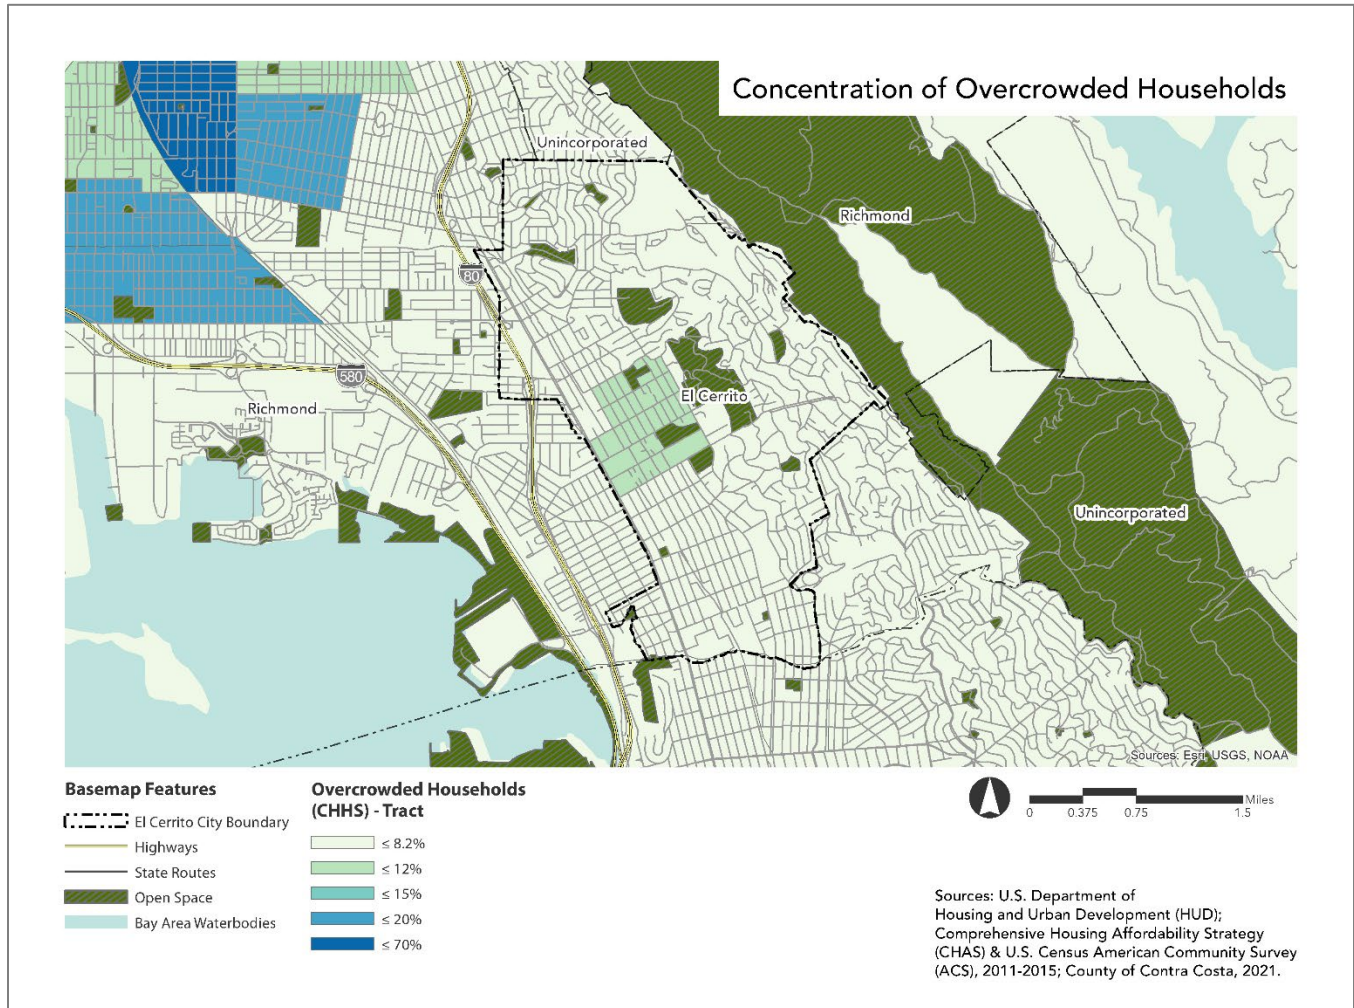 Concentration of Overcrowded Households
Unincorporated
Richmond
80
580
Richmond
El Cerrito
Unincorporated
Sources: Esri, USGS, NOAA
Basemap Features
El Cerrito City Boundary
Highways
State Routes
Open Space
Bay Area Waterbodies
Overcrowded Households
(CHHS) - Tract
≤ 8.2%
≤ 12%
≤ 15%
≤ 20%
≤ 70%
Miles
0 0.375 0.75 1.5
Sources: U.S. Department of
Housing and Urban Development (HUD);
Comprehensive Housing Affordability Strategy
(CHAS) & U.S. Census American Community Survey
(ACS), 2011-2015; County of Contra Costa, 2021.